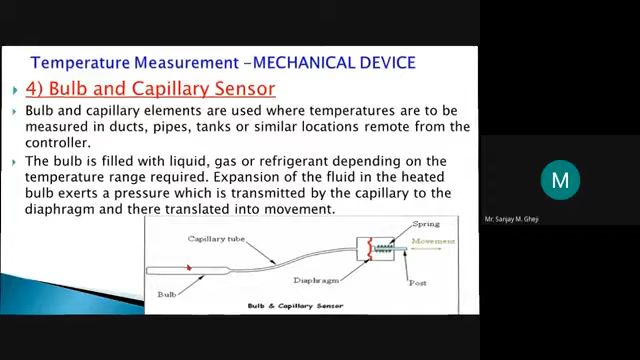 Temperature Measurement -MECHANICAL DEVICE
4) Bulb and Capillary Sensor
Bulb and capillary elements are used where temperatures are to be
measured in ducts, pipes, tanks or similar locations remote from the
controller.
The bulb is filled with liquid, gas or refrigerant depending on the
temperature range required. Expansion of the fluid in the heated
bulb exerts a pressure which is transmitted by the capillary to the
diaphragm and there translated into movement.
Spring
Capillary tube
Movement
Diaphragm
Post
Bulb
Bulb & Capillary Sensor
M
Mr. Sanjay M. Gheji